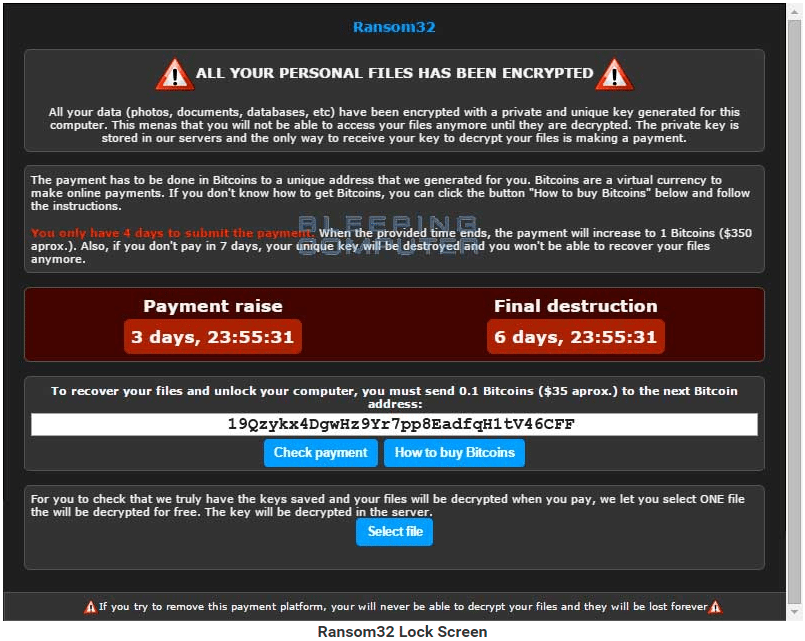 Ransom32
ALL YOUR PERSONAL FILES HAS BEEN ENCRYPTED
All your data (photos, documents, databases, etc) have been encrypted with a private and unique key generated for this
computer. This menas that you will not be able to access your files anymore until they are decrypted. The private key is
stored in our servers and the only way to receive your key to decrypt your files is making a payment.
The payment has to be done in Bitcoins to a unique address that we generated for you. Bitcoins are a virtual currency to
make online payments. If you don't know how to get Bitcoins, you can click the button "How to buy Bitcoins" below and follow
the instructions.
BLEEPING
COMPUTER
You only have 4 days to submit the payment. When the provided time ends, the payment will increase to 1 Bitcoins ($350
aprox.). Also, if you don't pay in 7 days, your unique key will be destroyed and you won't be able to recover your files
anymore.
Payment raise
3 days, 23:55:31
Final destruction
6 days, 23:55:31
To recover your files and unlock your computer, you must send 0.1 Bitcoins ($35 aprox.) to the next Bitcoin
address:
19Qzykx4DgwHz9Yr7pp8EadfqH1tV46CFF
Check payment
How to buy Bitcoins
For you to check that we truly have the keys saved and your files will be decrypted when you pay, we let you select ONE file
the will be decrypted for free. The key will be decrypted in the server.
Select file
If you try to remove this payment platform, your will never be able to decrypt your files and they will be lost forever
Ransom32 Lock Screen